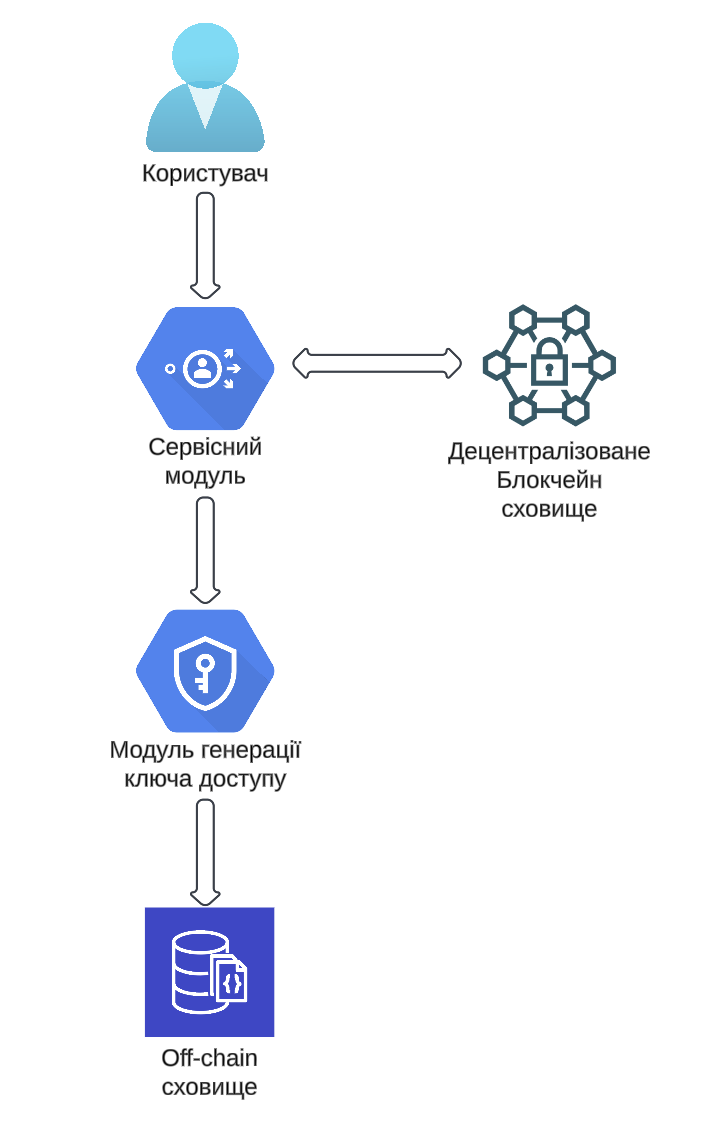 Користувач
Сервісний
модуль
Децентралізоване
Блокчейн
сховище
Модуль генерації
ключа доступу
{}
Off-chain
сховище